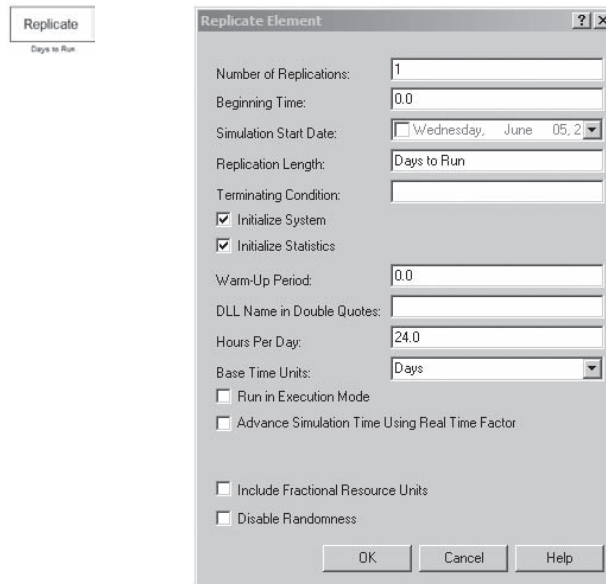 Replicate
Days to Run
Replicate Element
Number of Replications: 1
Beginning Time: 0.0
Simulation Start Date: Wednesday, June 05, 2
Replication Length: Days to Run
Terminating Condition:
Initialize System
Initialize Statistics
Warm-Up Period: 0.0
DLL Name in Double Quotes:
Hours Per Day: 24.0
Base Time Units: Days
Run in Execution Mode
Advance Simulation Time Using Real Time Factor
Include Fractional Resource Units
Disable Randomness
OK Cancel Help